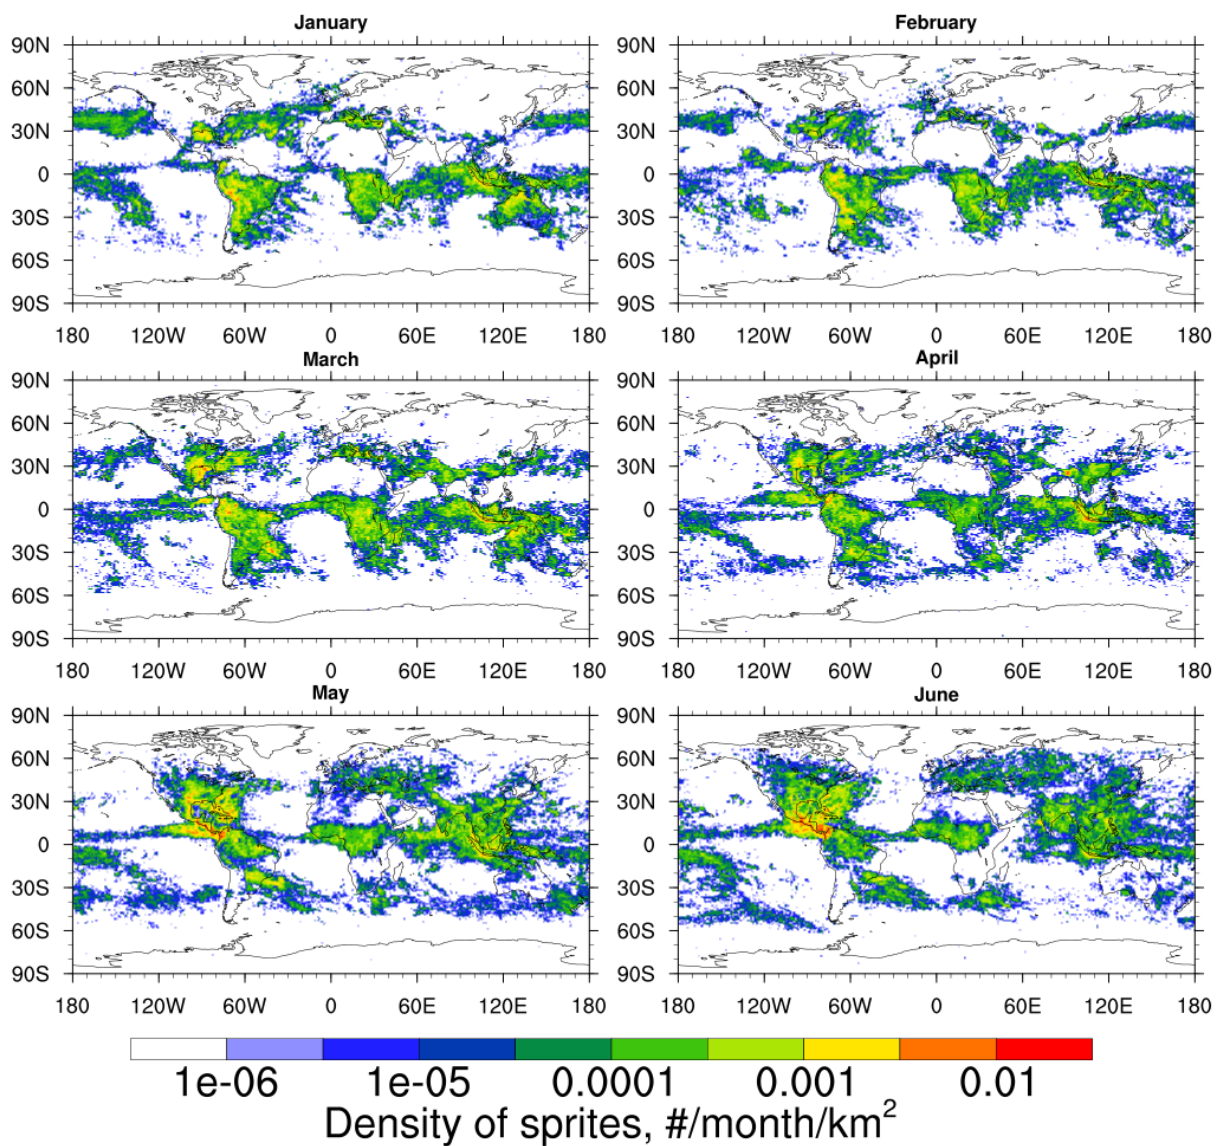 January February
90N 90N
60N 60N
30N 30N
0 0
30S 30S
60S 60S
90S 90S
180 120W 60W 0 60E 120E 180 180 120W 60W 0 60E 120E 180
March April
90N 90N
60N 60N
30N 30N
0 0
30S 30S
60S 60S
90S 90S
180 120W 60W 0 60E 120E 180 180 120W 60W 0 60E 120E 180
May June
90N 90N
60N 60N
30N 30N
0 0
30S 30S
60S 60S
90S 90S
180 120W 60W 0 60E 120E 180 180 120W 60W 0 60E 120E 180
1e-06 1e-05 0.0001 0.001 0.01
Density of sprites, #/month/km²